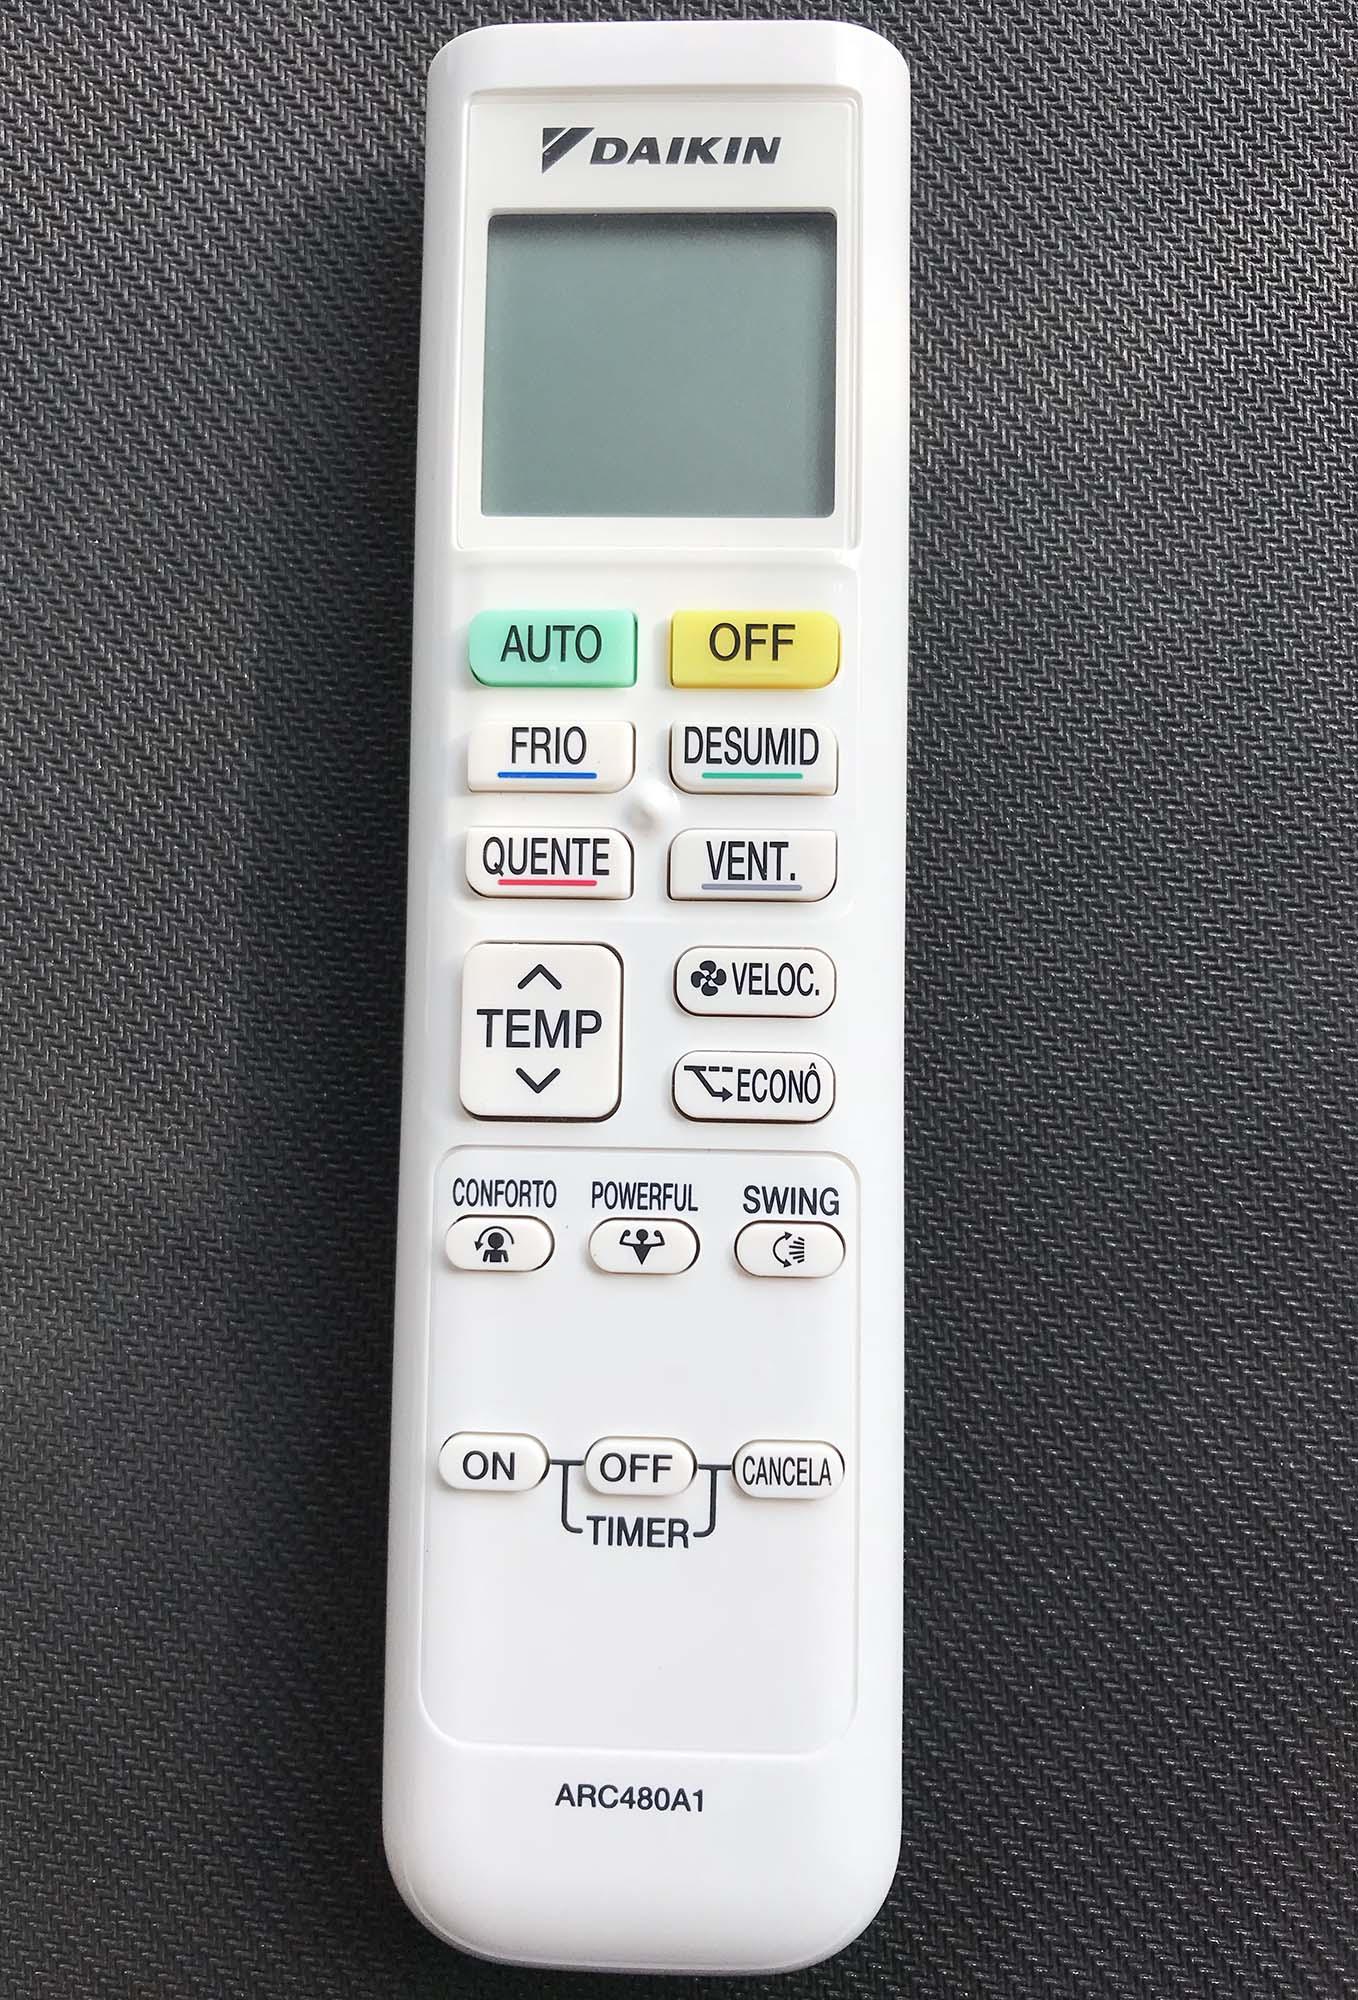 DAIKIN
AUTO OFF
FRIO DESUMID
QUENTE VENT.
TEMP VELOC.
ECONÔ
CONFORTO POWERFUL SWING
ON OFF CANCELA
TIMER
ARC480A1